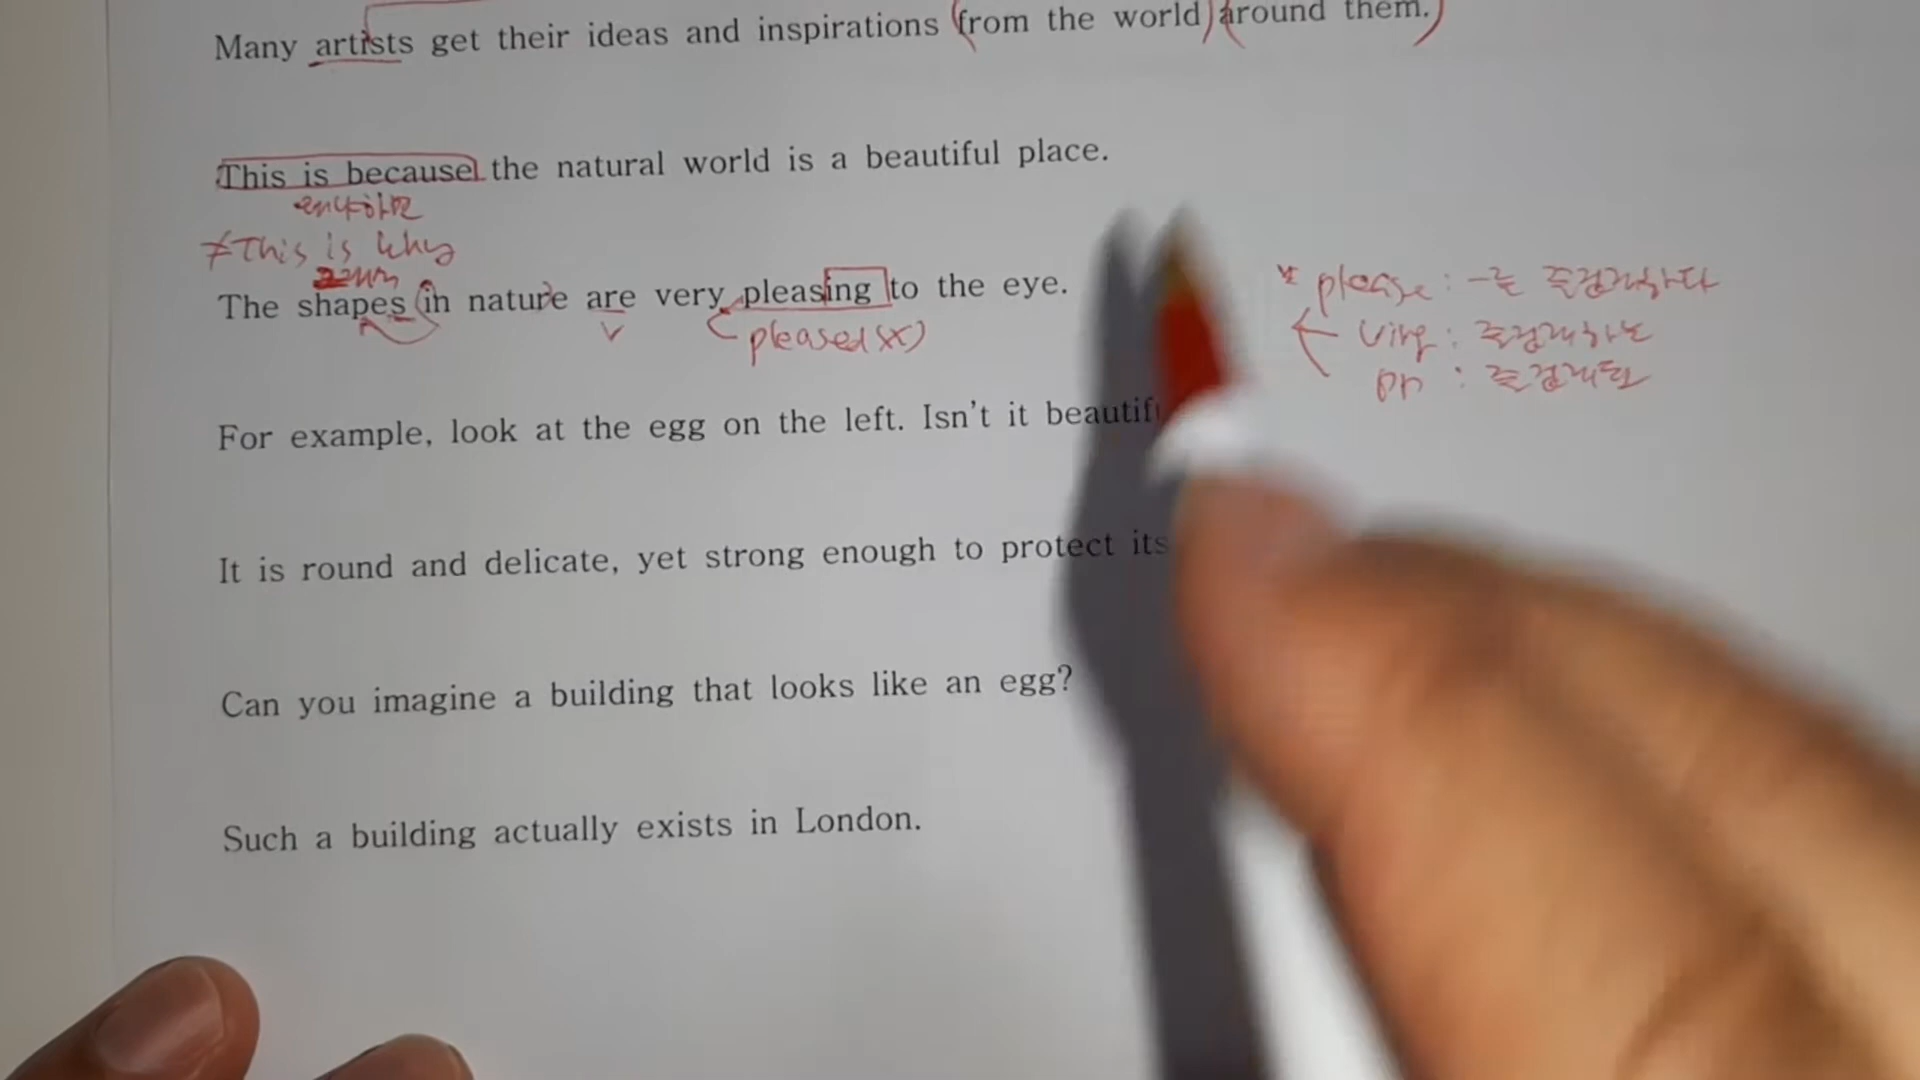 Many artists get their ideas and inspirations from the world around them.
This is because the natural world is a beautiful place.
왜냐하면
≠This is why
그래서
The shapes in nature are very pleasing to the eye.
v
pleased(x)
* please : -를 즐겁게하다
Ving : 즐겁게하는
pp : 즐겁게된
For example, look at the egg on the left. Isn't it
It is round and delicate, yet strong enough to protect its
Can you imagine a building that looks like an egg?
Such a building actually exists in London.